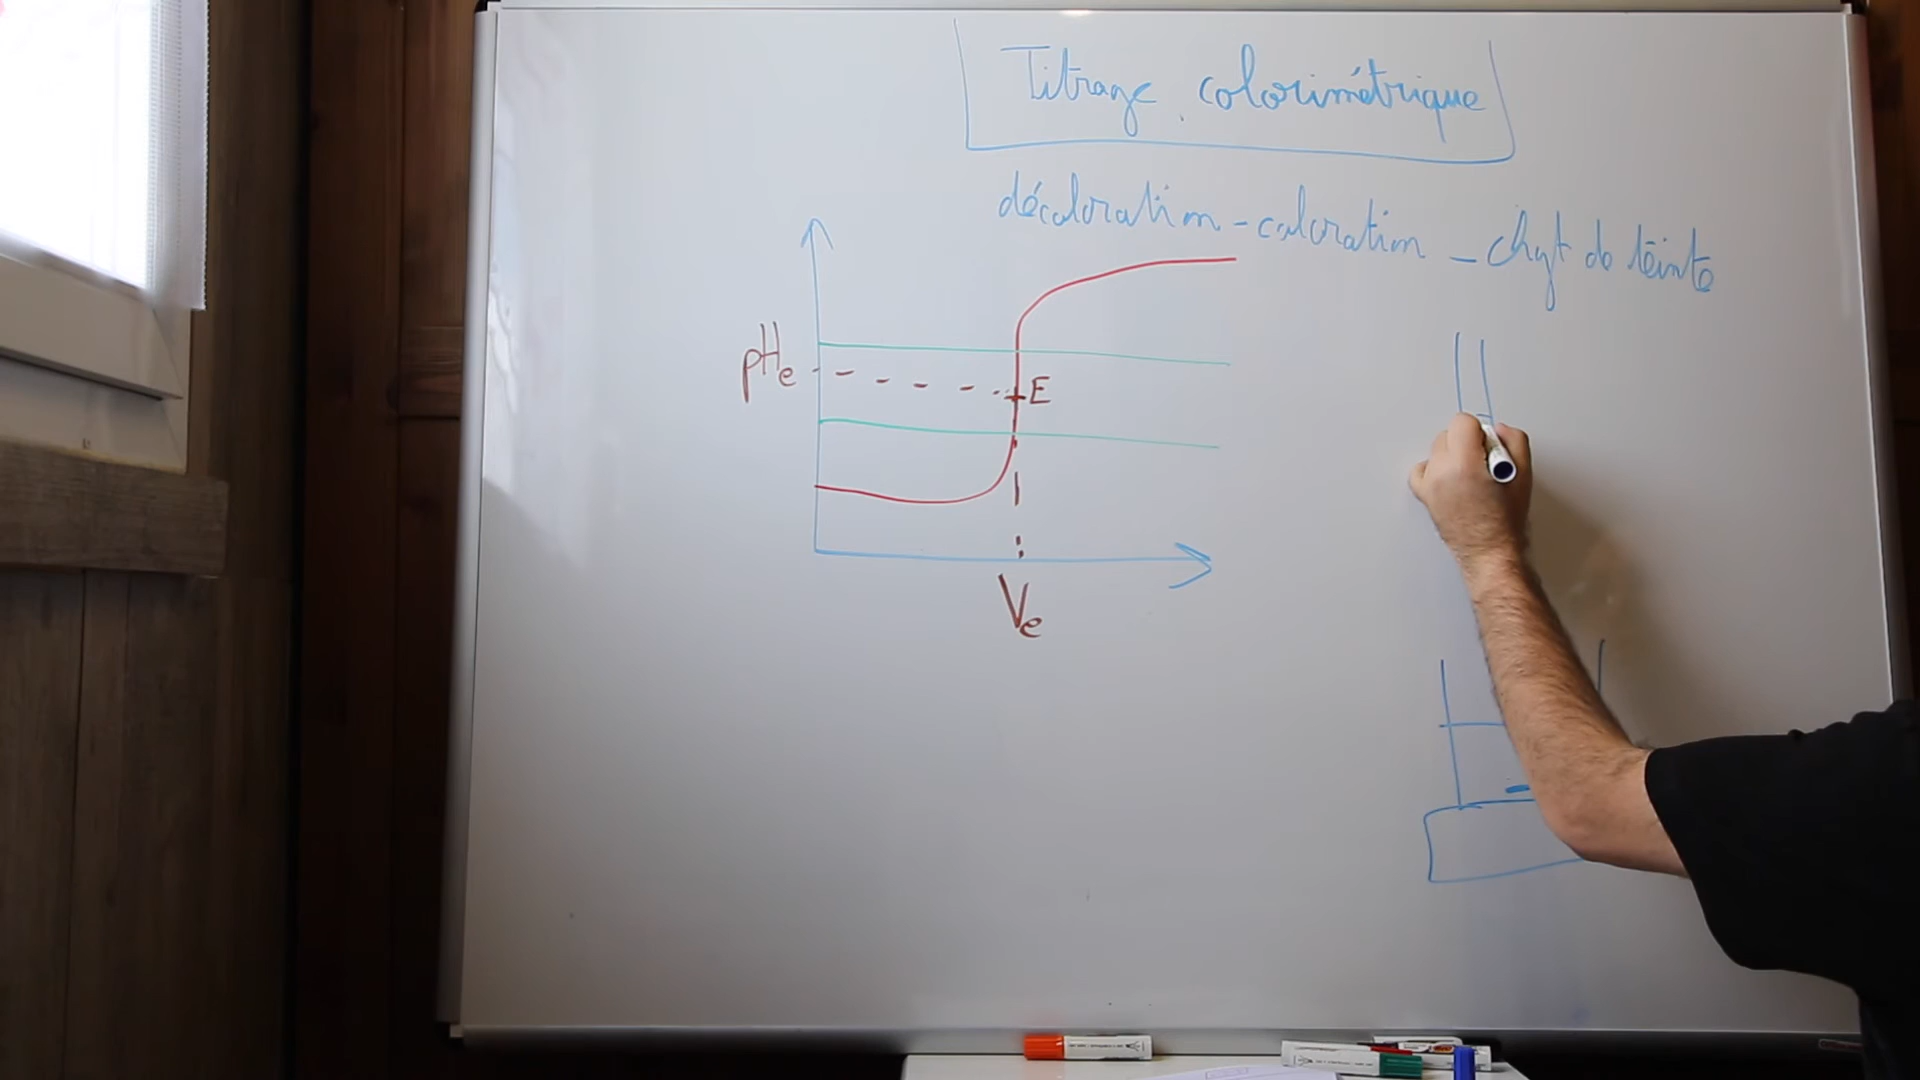 Titrage colorimétrique
décoloration - coloration - chgt de teinte
pHe
E
Ve